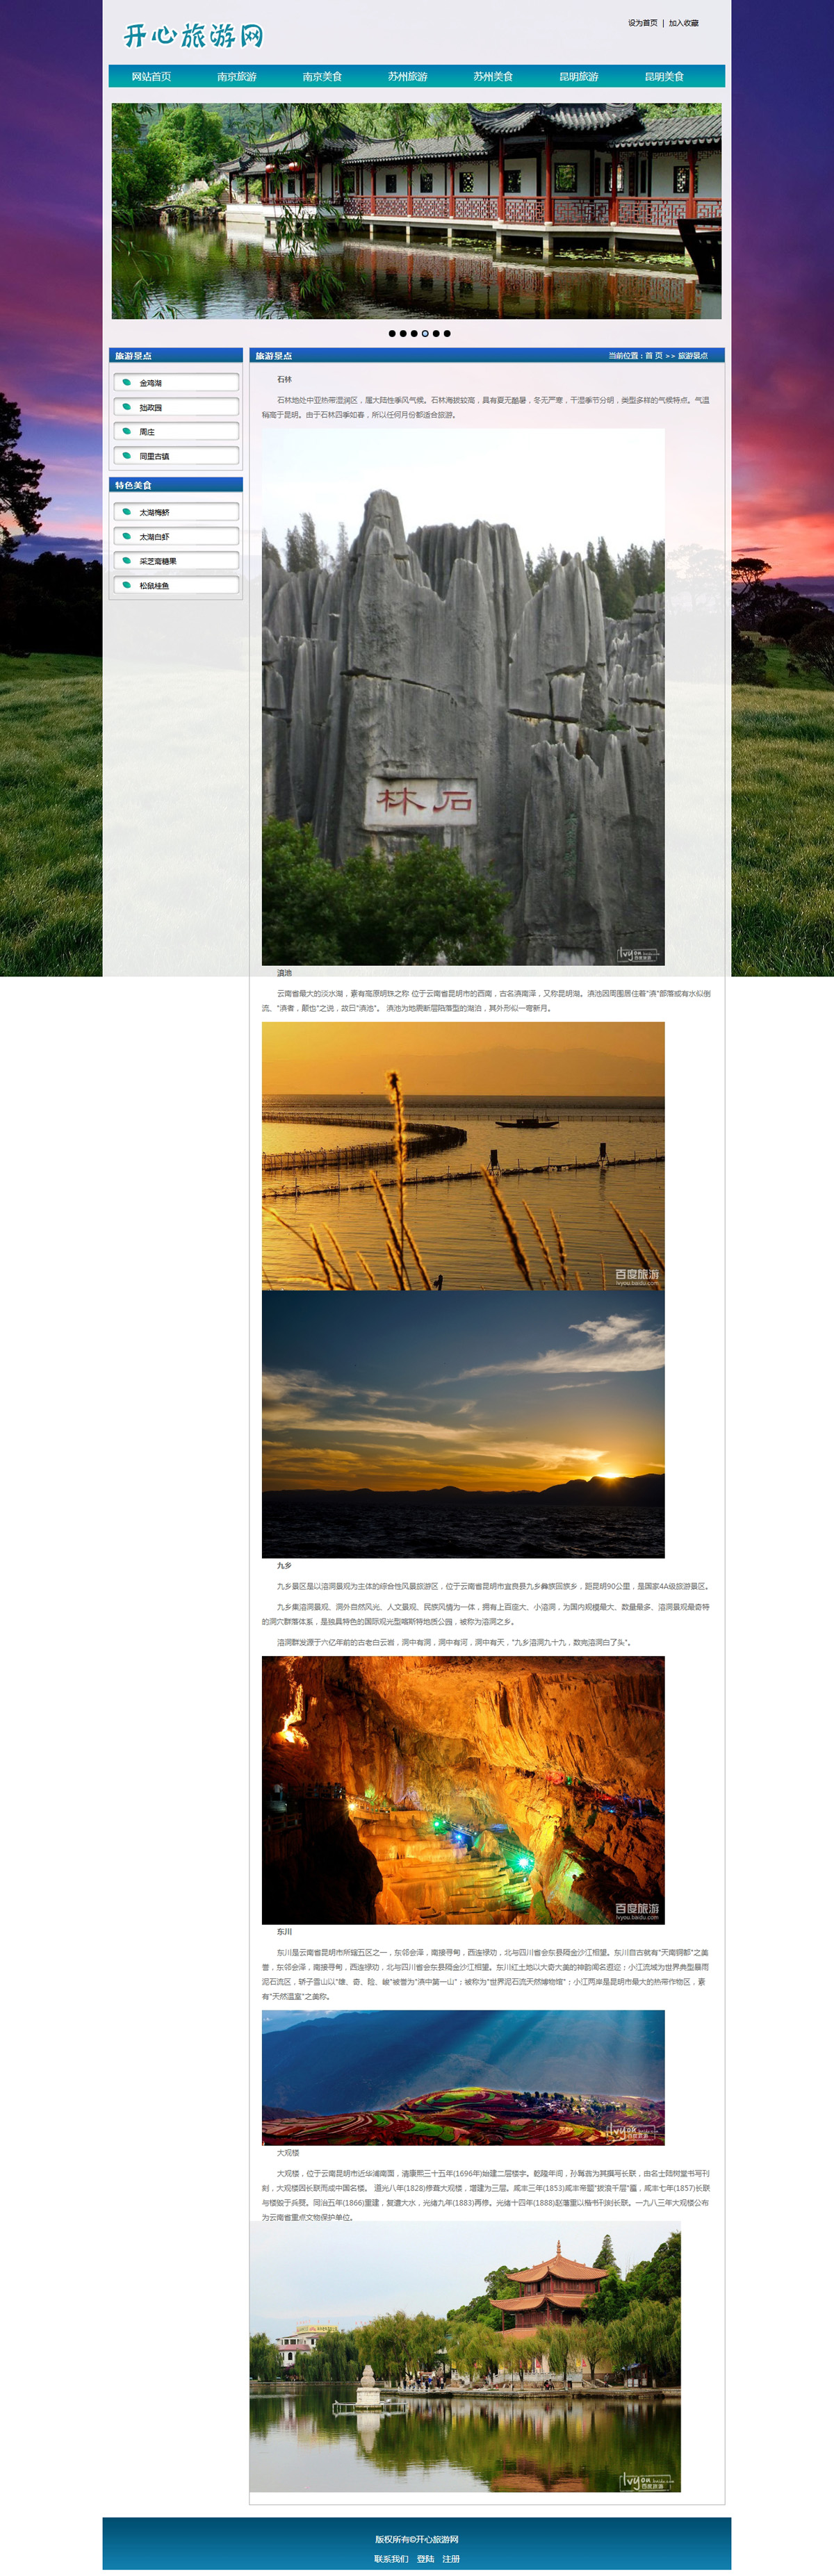 开心旅游网
设为首页 | 加入收藏
网站首页 南京旅游 南京美食 苏州旅游 苏州美食 昆明旅游 昆明美食
旅游景点
金鸡湖
拙政园
周庄
同里古镇
特色美食
太湖梅鲚
太湖白虾
采芝斋糖果
松鼠桂鱼
旅游景点 当前位置：首 页 >> 旅游景点
石林
石林地处中亚热带湿润区，属大陆性季风气候。石林海拔较高，具有夏无酷暑，冬无严寒，干湿季节分明，类型多样的气候特点。气温
稍高于昆明。由于石林四季如春，所以任何月份都适合旅游。
林石
lvyou.baidu.com
百度旅游
滇池
云南省最大的淡水湖，素有高原明珠之称 位于云南省昆明市的西南，古名滇南泽，又称昆明湖。滇池因周围居住着"滇"部落或有水似倒
流，"滇者，颠也"之说，故曰"滇池"。 滇池为地震断层陷落型的湖泊，其外形似一弯新月。
百度旅游
lvyou.baidu.com
九乡
九乡景区是以溶洞景观为主体的综合性风景旅游区，位于云南省昆明市宜良县九乡彝族回族乡，距昆明90公里，是国家4A级旅游景区。
九乡集溶洞景观、洞外自然风光、人文景观、民族风情为一体，拥有上百座大、小溶洞，为国内规模最大、数量最多、溶洞景观最奇特
的洞穴群落体系，是独具特色的国际观光型喀斯特地质公园，被称为溶洞之乡。
溶洞群发源于六亿年前的古老白云岩，洞中有洞，洞中有河，洞中有天，"九乡溶洞九十九，数完溶洞白了头"。
百度旅游
lvyou.baidu.com
东川
东川是云南省昆明市所辖五区之一，东邻会泽，南接寻甸，西连禄劝，北与四川省会东县隔金沙江相望。东川自古就有"天南铜都"之美
誉，东邻会泽，南接寻甸，西连禄劝，北与四川省会东县隔金沙江相望。东川红土地以大奇大美的神韵闻名遐迩；小江流域为世界典型暴雨
泥石流区，轿子雪山以"雄、奇、险、峻"被誉为"滇中第一山"；被称为"世界泥石流天然博物馆"；小江两岸是昆明市最大的热带作物区，素
有"天然温室"之美称。
lvyou.baidu.com
百度旅游
大观楼
大观楼，位于云南昆明市近华浦南面，清康熙三十五年(1696年)始建二层楼宇。乾隆年间，孙髯翁为其撰写长联，由名士陆树堂书写刊
刻，大观楼因长联而成中国名楼。 道光八年(1828)修葺大观楼，增建为三层。咸丰三年(1853)咸丰帝题"拔浪千层"匾，咸丰七年(1857)长联
与楼毁于兵燹。同治五年(1866)重建，复遭大水，光绪九年(1883)再修。光绪十四年(1888)赵藩重以楷书刊刻长联。一九八三年大观楼公布
为云南省重点文物保护单位。
lvyou.baidu.com
百度旅游
版权所有©开心旅游网
联系我们 登陆 注册